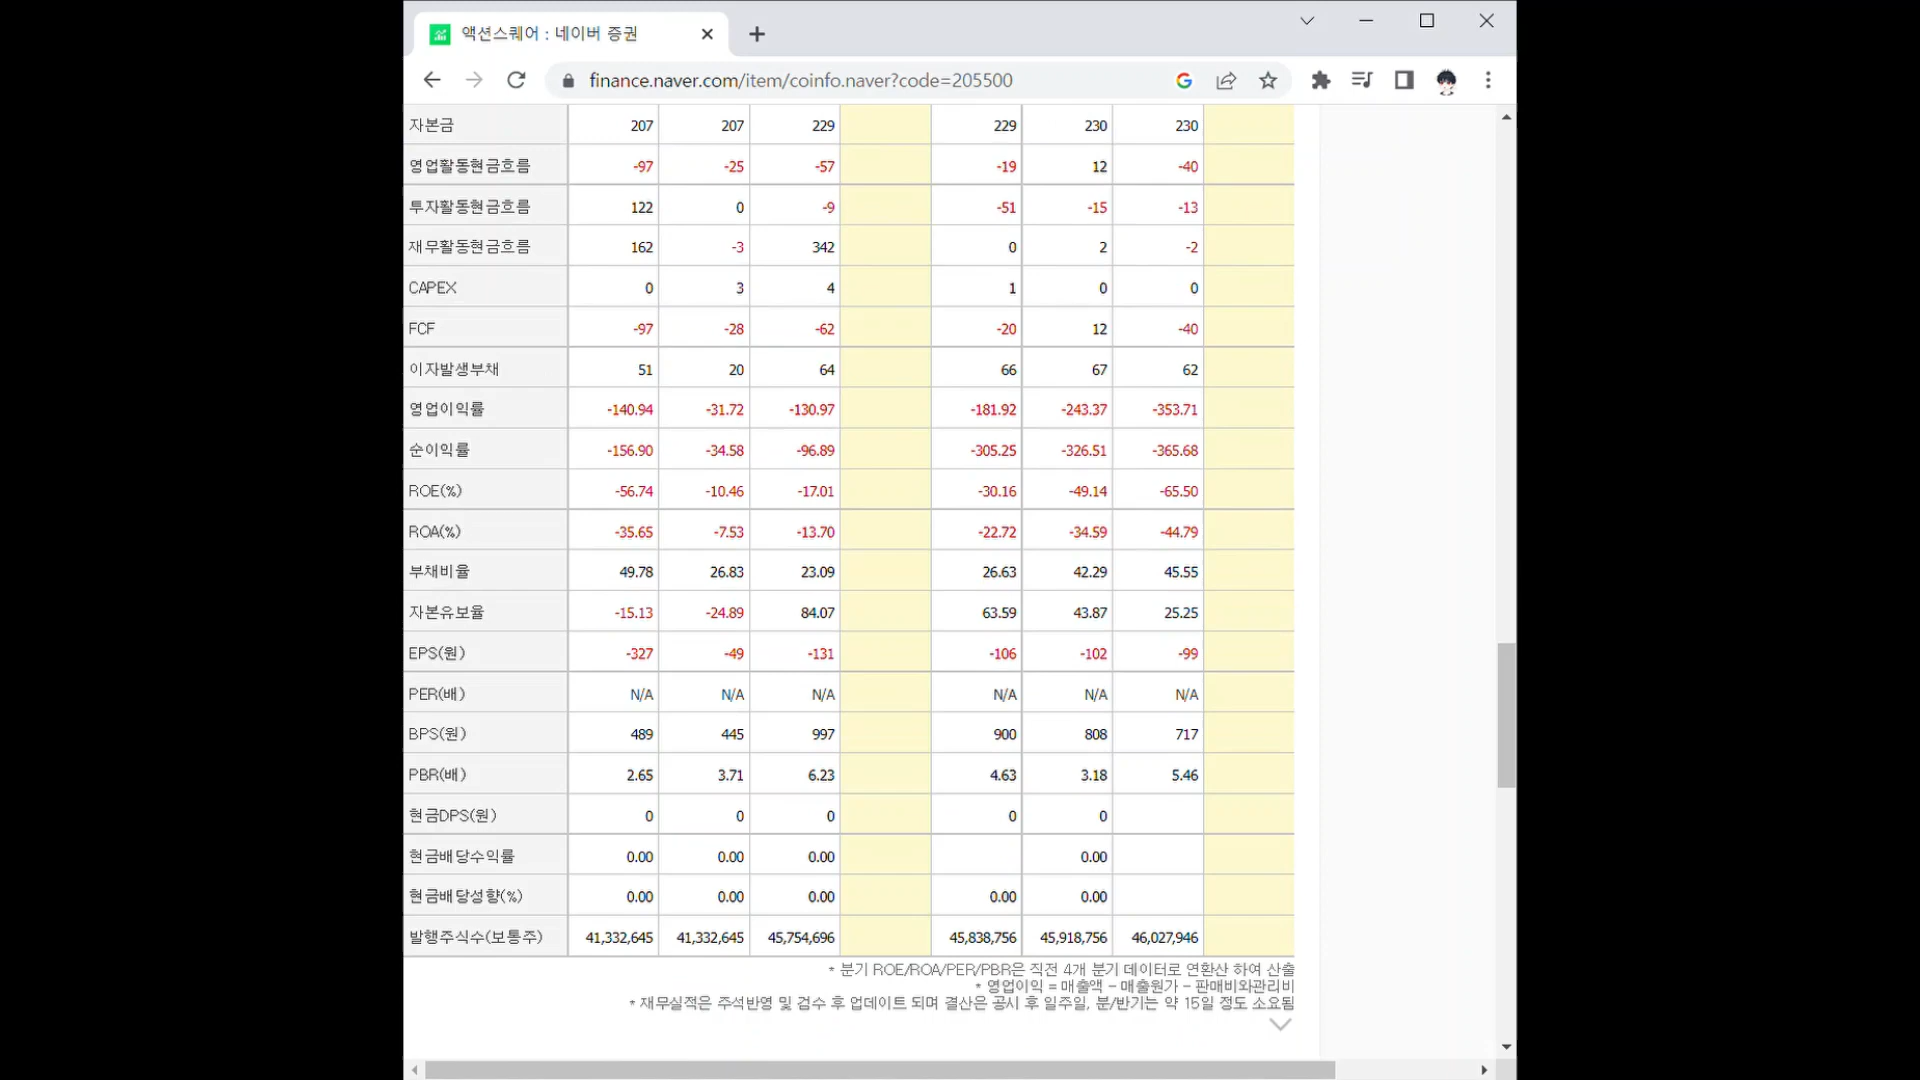 액션스퀘어 : 네이버 증권
finance.naver.com/item/coinfo.naver?code=205500
자본금 207 207 229 229 230 230
영업활동현금흐름 -97 -25 -57 -19 12 -40
투자활동현금흐름 122 0 -9 -51 -15 -13
재무활동현금흐름 162 -3 342 0 2 -2
CAPEX 0 3 4 1 0 0
FCF -97 -28 -62 -20 12 -40
이자발생부채 51 20 64 66 67 62
영업이익률 -140.94 -31.72 -130.97 -181.92 -243.37 -353.71
순이익률 -156.90 -34.58 -96.89 -305.25 -326.51 -365.68
ROE(%) -56.74 -10.46 -17.01 -30.16 -49.14 -65.50
ROA(%) -35.65 -7.53 -13.70 -22.72 -34.59 -44.79
부채비율 49.78 26.83 23.09 26.63 42.29 45.55
자본유보율 -15.13 -24.89 84.07 63.59 43.87 25.25
EPS(원) -327 -49 -131 -106 -102 -99
PER(배) N/A N/A N/A N/A N/A N/A
BPS(원) 489 445 997 900 808 717
PBR(배) 2.65 3.71 6.23 4.63 3.18 5.46
현금DPS(원) 0 0 0 0 0
현금배당수익률 0.00 0.00 0.00 0.00
현금배당성향(%) 0.00 0.00 0.00 0.00 0.00
발행주식수(보통주) 41,332,645 41,332,645 45,754,696 45,838,756 45,918,756 46,027,946
* 분기 ROE/ROA/PER/PBR은 직전 4개 분기 데이터로 연환산 하여 산출
* 영업이익 = 매출액 - 매출원가 - 판매비와관리비
* 재무실적은 주석반영 및 검수 후 업데이트 되며 결산은 공시 후 일주일, 분/반기는 약 15일 정도 소요됨